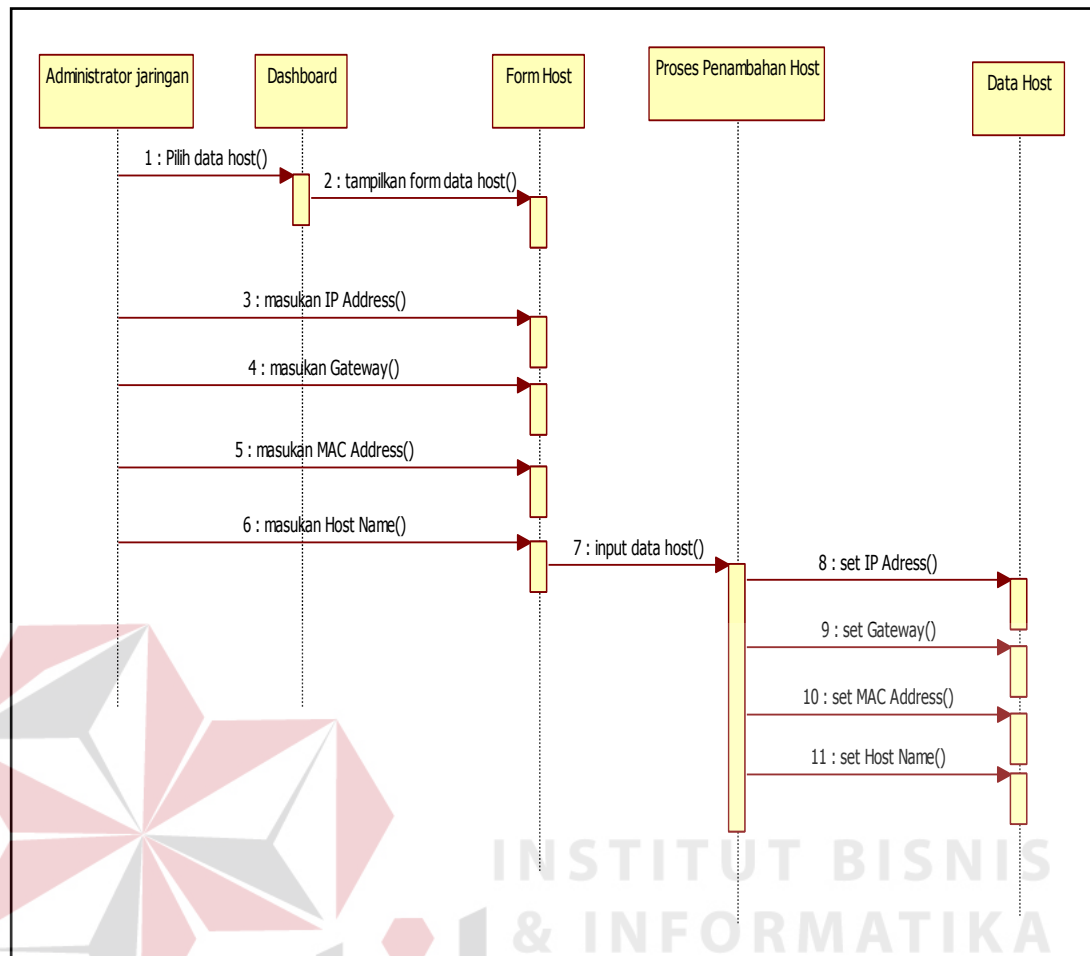 Administrator jaringan
Dashboard
Form Host
Proses Penambahan Host
Data Host
1 : Pilih data host()
2 : tampilkan form data host()
3 : masukan IP Address()
4 : masukan Gateway()
5 : masukan MAC Address()
6 : masukan Host Name()
7 : input data host()
8 : set IP Adress()
9 : set Gateway()
10 : set MAC Address()
11 : set Host Name()
INSTITUT BISNIS
& INFORMATIKA